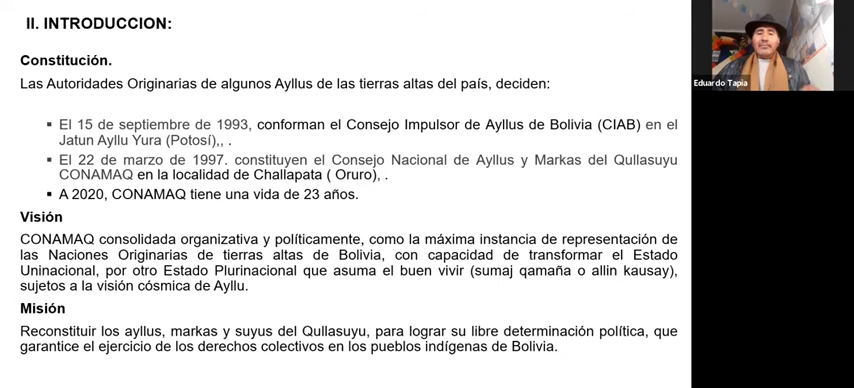 II. INTRODUCCION:
Constitución.
Las Autoridades Originarias de algunos Ayllus de las tierras altas del país, deciden:
▪ El 15 de septiembre de 1993, conforman el Consejo Impulsor de Ayllus de Bolivia (CIAB) en el
Jatun Ayllu Yura (Potosí),, .
▪ El 22 de marzo de 1997. constituyen el Consejo Nacional de Ayllus y Markas del Qullasuyu
CONAMAQ en la localidad de Challapata ( Oruro), .
▪ A 2020, CONAMAQ tiene una vida de 23 años.
Visión
CONAMAQ consolidada organizativa y políticamente, como la máxima instancia de representación de
las Naciones Originarias de tierras altas de Bolivia, con capacidad de transformar el Estado
Uninacional, por otro Estado Plurinacional que asuma el buen vivir (sumaj qamaña o allin kausay),
sujetos a la visión cósmica de Ayllu.
Misión
Reconstituir los ayllus, markas y suyus del Qullasuyu, para lograr su libre determinación política, que
garantice el ejercicio de los derechos colectivos en los pueblos indígenas de Bolivia.
Eduardo Tapia